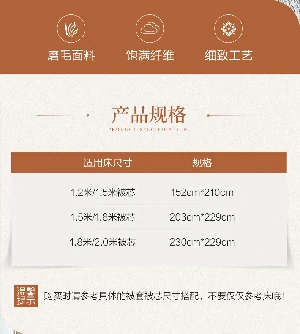 磨毛面料 饱满纤维 细致工艺
产品规格
PRODUCT SPECIFICATION
适用床尺寸 规格
1.2米/1.5米被芯 152cm*210cm
1.5米/1.8米被芯 203cm*229cm
1.8米/2.0米被芯 230cm*229cm
温馨
提示
购买时请参考具体的被套被芯尺寸搭配，不要仅仅参考床哦！